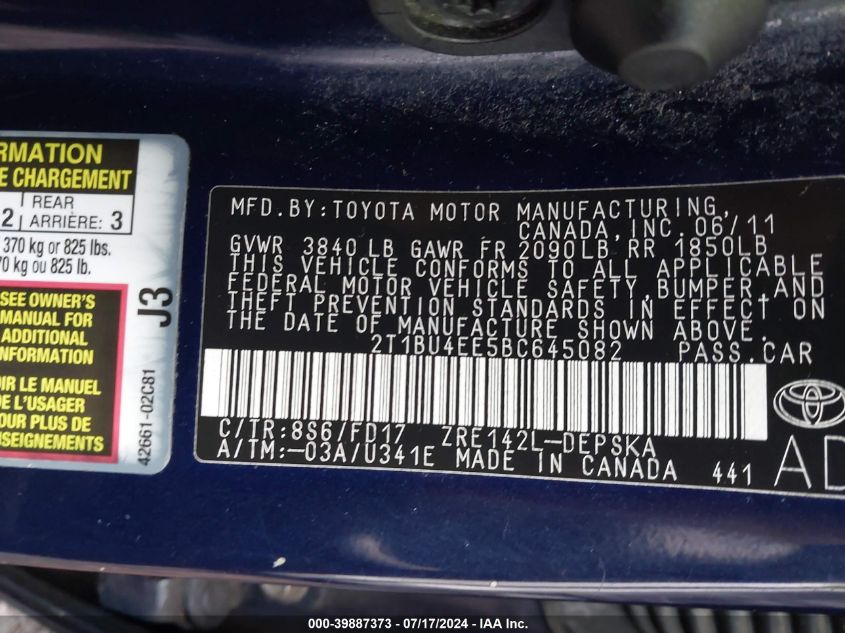 RMATION
E CHARGEMENT
2 REAR ARRIÈRE: 3
370 kg or 825 lbs.
70 kg ou 825 lb.
SEE OWNER'S
MANUAL FOR
ADDITIONAL
INFORMATION
OIR LE MANUEL
DE L'USAGER
POUR PLUS DE
ENSEIGNEMENTS
J3
42661-02C81
MFD. BY: TOYOTA MOTOR MANUFACTURING,
CANADA, INC. 06/11
GVWR 3840 LB GAWR FR 2090LB RR 1850LB
THIS VEHICLE CONFORMS TO ALL APPLICABLE
FEDERAL MOTOR VEHICLE SAFETY, BUMPER, AND
THEFT PREVENTION STANDARDS IN EFFECT ON
THE DATE OF MANUFACTURE SHOWN ABOVE.
2T1BU4EE5BC645082 PASS. CAR
C/TR: 8S6/FD17 ZRE142L-DEPSKA
A/TM: -03A/U341E MADE IN CANADA 441
AD
000-39887373 - 07/17/2024 - IAA Inc.